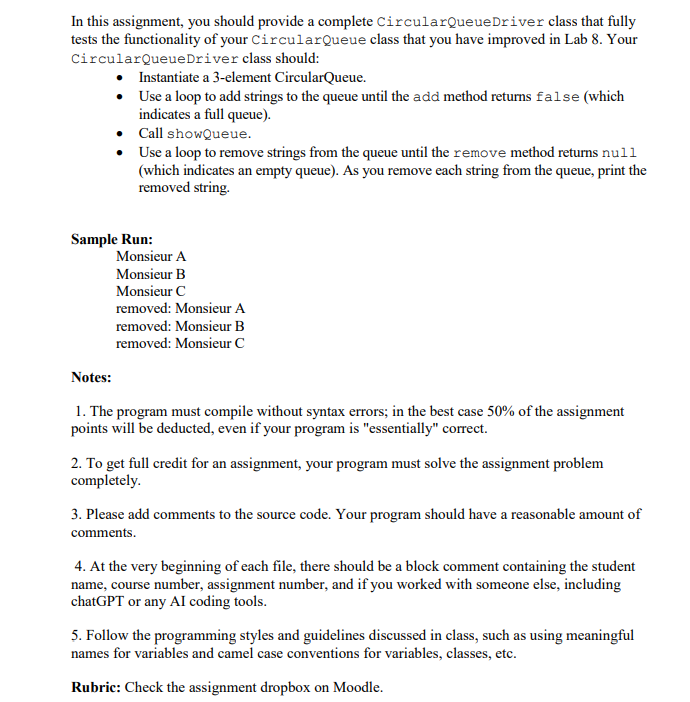 In this assignment, you should provide a complete CircularQueueDriver class that fully
tests the functionality of your CircularQueue class that you have improved in Lab 8. Your
CircularQueueDriver class should:
• Instantiate a 3-element CircularQueue.
• Use a loop to add strings to the queue until the add method returns false (which
indicates a full queue).
• Call showQueue.
• Use a loop to remove strings from the queue until the remove method returns null
(which indicates an empty queue). As you remove each string from the queue, print the
removed string.
Sample Run:
Monsieur A
Monsieur B
Monsieur C
removed: Monsieur A
removed: Monsieur B
removed: Monsieur C
Notes:
1. The program must compile without syntax errors; in the best case 50% of the assignment
points will be deducted, even if your program is "essentially" correct.
2. To get full credit for an assignment, your program must solve the assignment problem
completely.
3. Please add comments to the source code. Your program should have a reasonable amount of
comments.
4. At the very beginning of each file, there should be a block comment containing the student
name, course number, assignment number, and if you worked with someone else, including
chatGPT or any AI coding tools.
5. Follow the programming styles and guidelines discussed in class, such as using meaningful
names for variables and camel case conventions for variables, classes, etc.
Rubric: Check the assignment dropbox on Moodle.